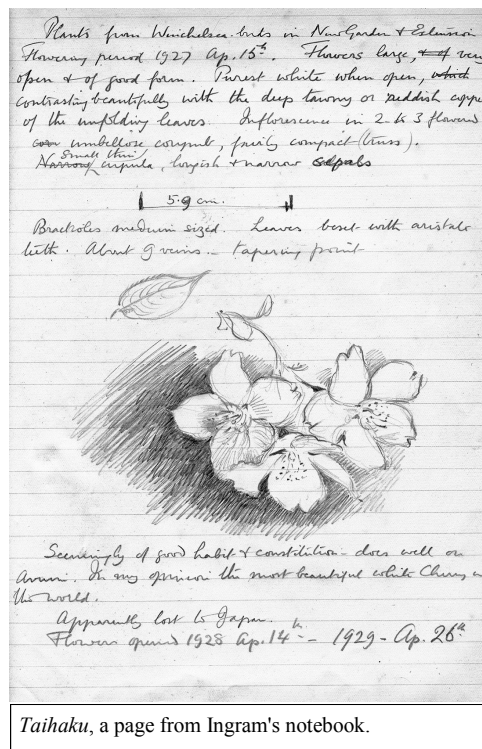 Plants from Winchelsea. buds in New Garden & Extension
Flowering period 1927 Ap. 15th. Flowers large, & of very
open & of good form. Purest white when open, which
contrasting beautifully with the deep tawny or reddish coppe
of the unfolding leaves. Inflorescence in 2 to 3 flowered
umbellose corymb, fairly compact (truss).
Narrow Small thin cupula, longish & narrow sepals
5.9 cm.
Bracteoles medium sized. Leaves beset with aristate
teeth. About 9 veins - tapering point
Seemingly of good habit & constitution - does well on
Avium. In my opinion the most beautiful white Cherry in
the world.
Apparently lost to Japan.
Flowers opened 1928 Ap. 14th - 1929 - Ap. 26th
Taihaku, a page from Ingram's notebook.